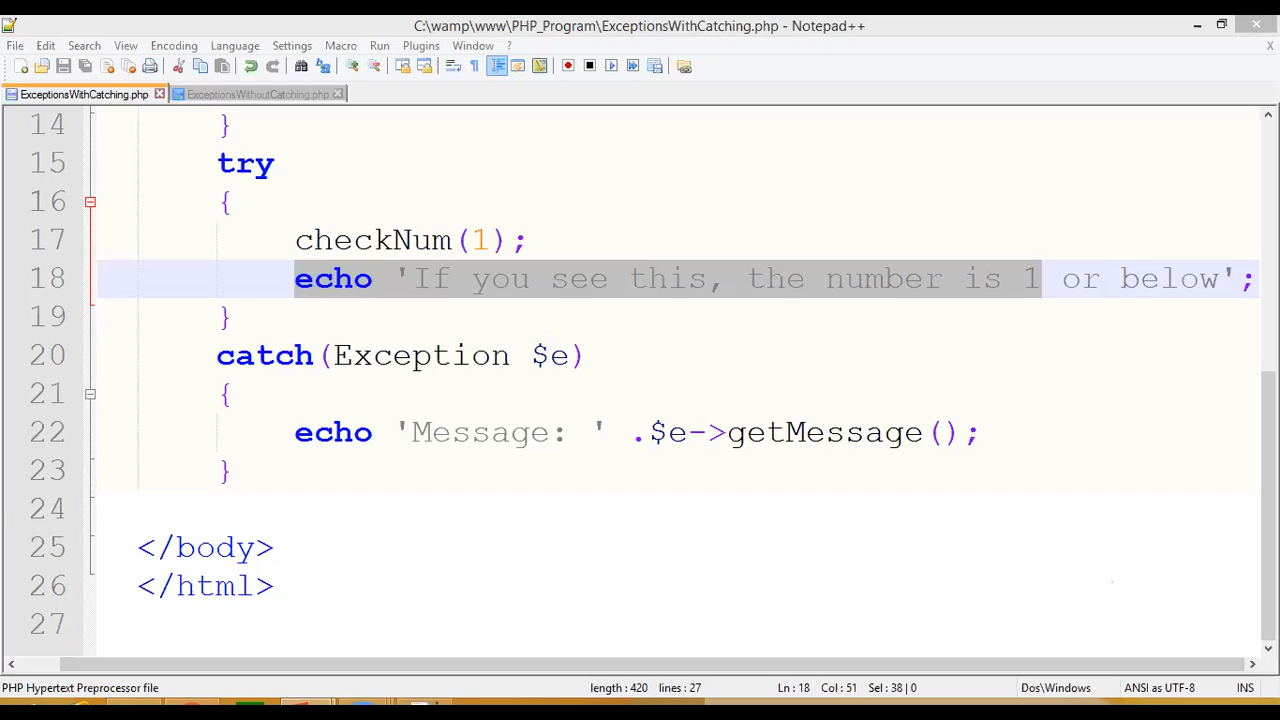 C:\wamp\www\PHP_Program\ExceptionsWithCatching.php - Notepad++
File Edit Search View Encoding Language Settings Macro Run Plugins Window ? X
ExceptionsWithCatching.php ExceptionsWithoutCatching.php
14 }
15 try
16 {
17 checkNum(1);
18 echo 'If you see this, the number is 1 or below';
19 }
20 catch(Exception $e)
21 {
22 echo 'Message: ' .$e->getMessage();
23 }
24
25 </body>
26 </html>
27
PHP Hypertext Preprocessor file length : 420 lines : 27 Ln : 18 Col : 51 Sel : 38 | 0 Dos\Windows ANSI as UTF-8 INS